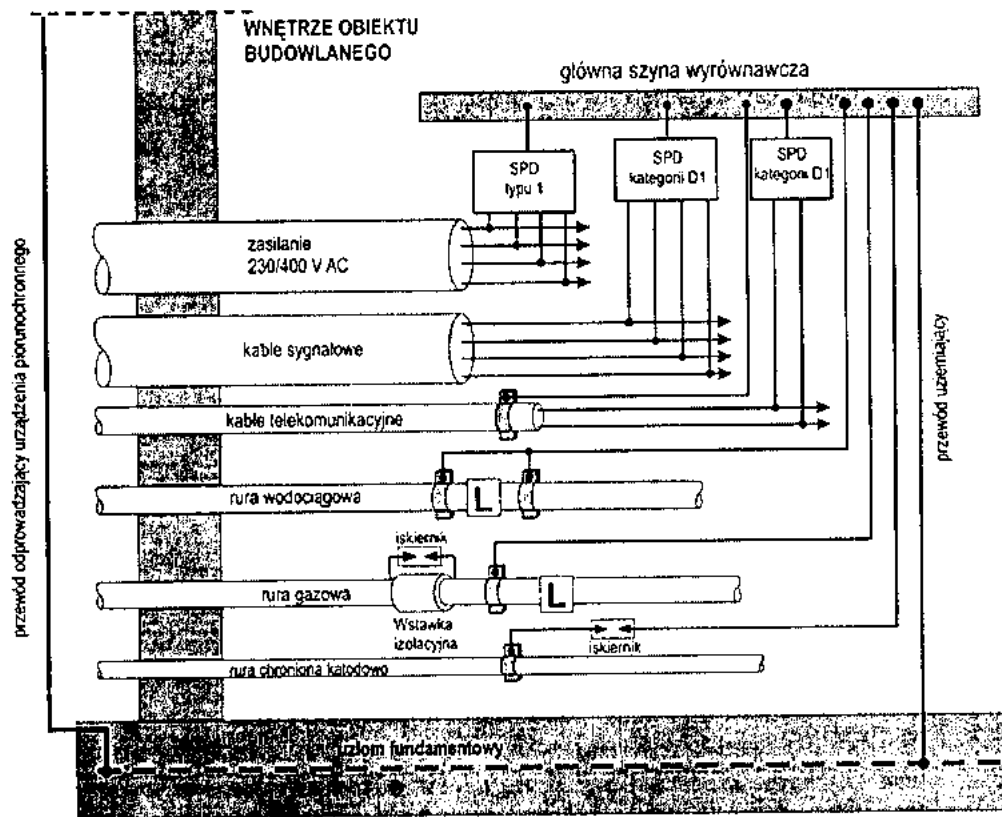 WNĘTRZE OBIEKTU
BUDOWLANEGO
główna szyna wyrównawcza
SPD
typu 1
SPD
kategorii D1
SPD
kategorii D1
zasilanie
230/400 V AC
kable sygnałowe
kable telekomunikacyjne
rura wodociągowa
L
iskiernik
rura gazowa
L
Wstawka
izolacyjna
iskiernik
rura chroniona katodowo
uziom fundamentowy
przewód odprowadzający urządzenia piorunochronnego
przewód uziemiający